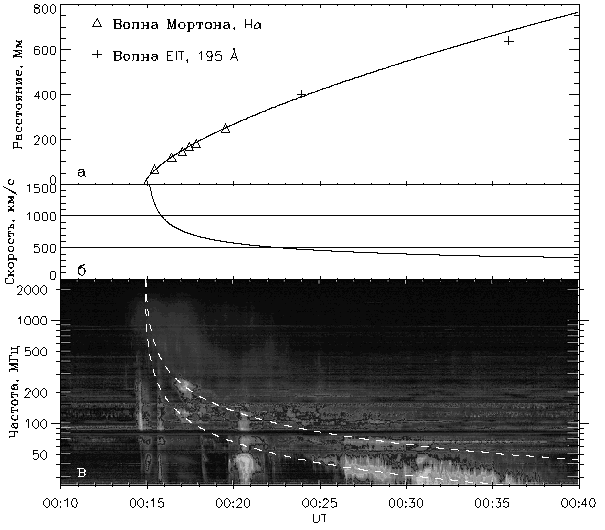 800
600
400
200
0
Расстояние, Мм
△ Волна Мортона, Hα
+ Волна EIT, 195 Å
а
1500
1000
500
0
Скорость, км/с
б
2000
1000
500
200
100
50
Частота, МГц
в
00:10 00:15 00:20 00:25 00:30 00:35 00:40
UT